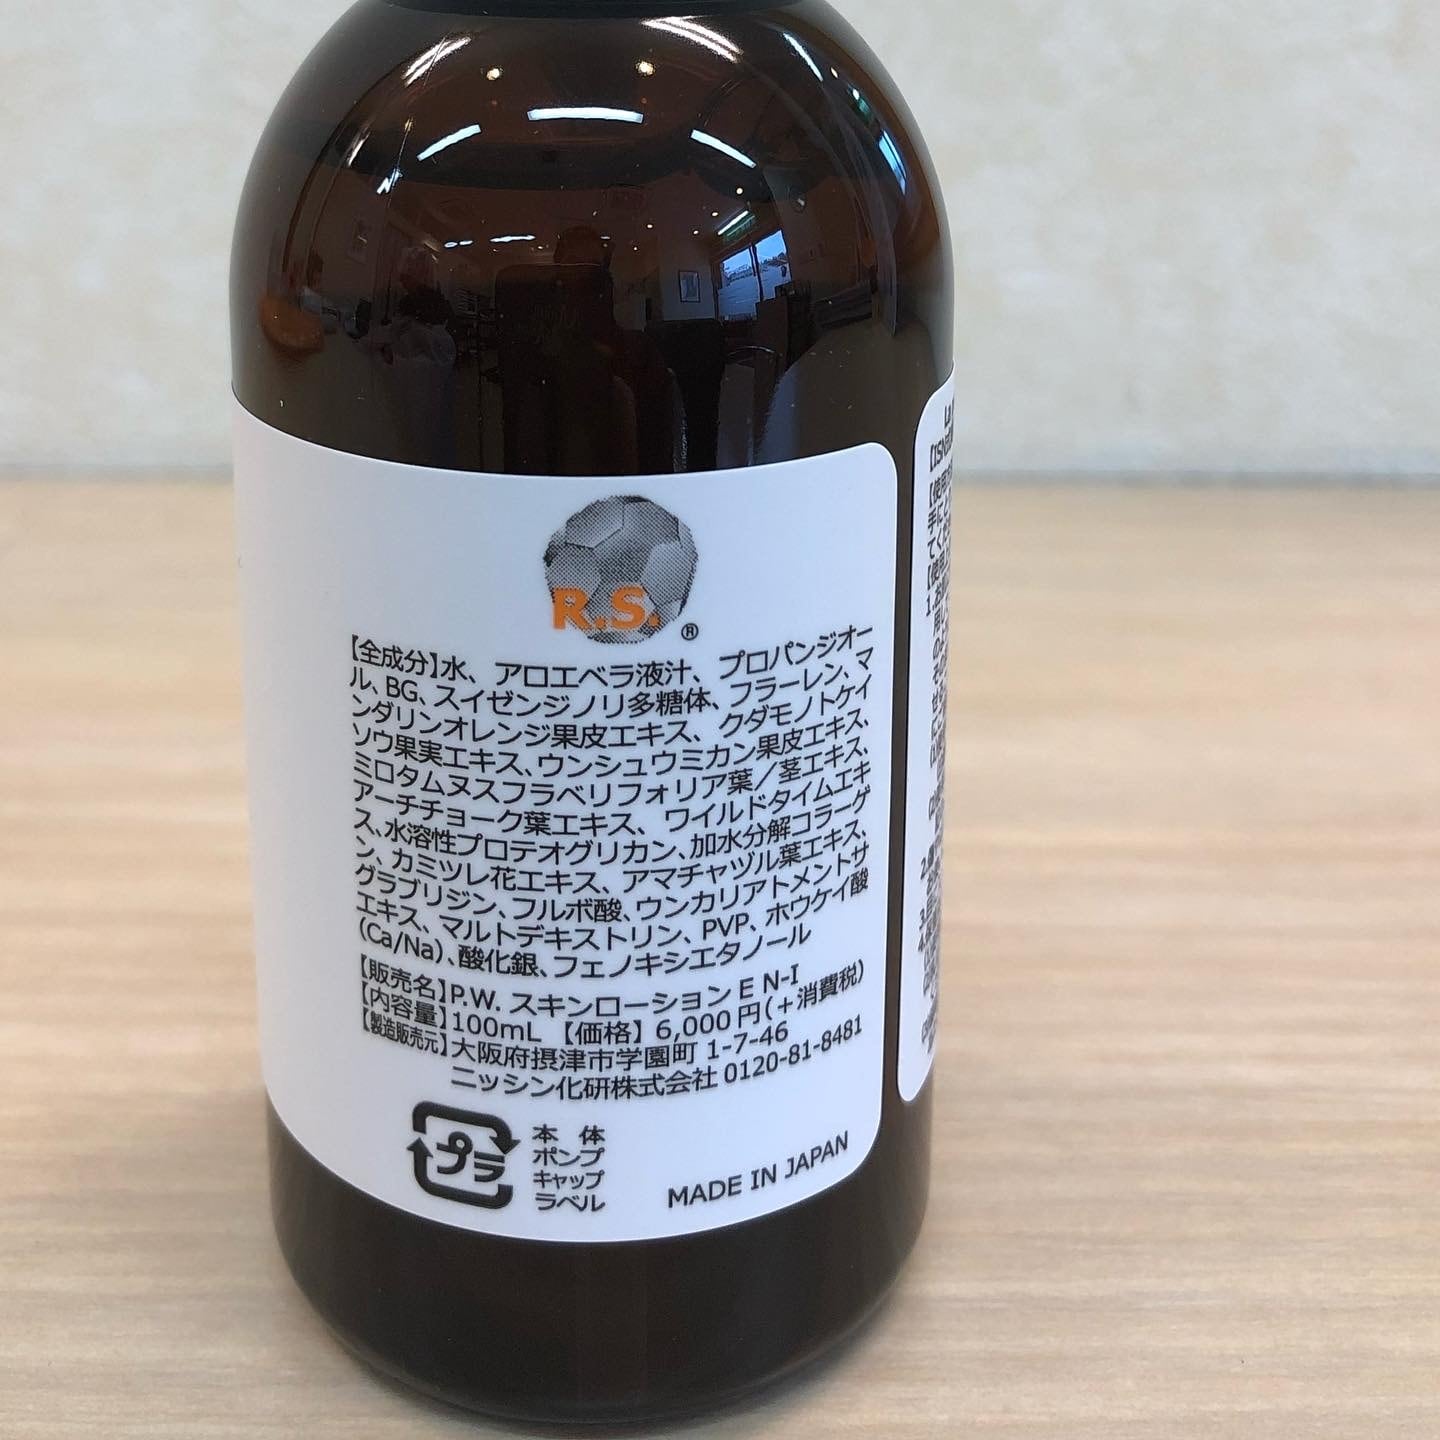 R.S.®
【全成分】水、アロエベラ液汁、プロパンジオー
ル、BG、スイゼンジノリ多糖体、フラーレン、マ
ンダリンオレンジ果皮エキス、クダモノトケイ
ソウ果実エキス、ウンシュウミカン果皮エキス、
ミロタムヌスフラベリフォリア葉／茎エキス、
アーチチョーク葉エキス、ワイルドタイムエキ
ス、水溶性プロテオグリカン、加水分解コラーゲ
ン、カミツレ花エキス、アマチャヅル葉エキス、
グラブリジン、フルボ酸、ウンカリアトメントサ
エキス、マルトデキストリン、PVP、ホウケイ酸
(Ca/Na)、酸化銀、フェノキシエタノール
【販売名】P.W. スキンローションE N-I
【内容量】100mL 【価格】 6,000円(＋消費税)
【製造販売元】大阪府摂津市学園町 1-7-46
ニッシン化研株式会社 0120-81-8481
プラ
本 体
ポンプ
キャップ
ラベル
MADE IN JAPAN